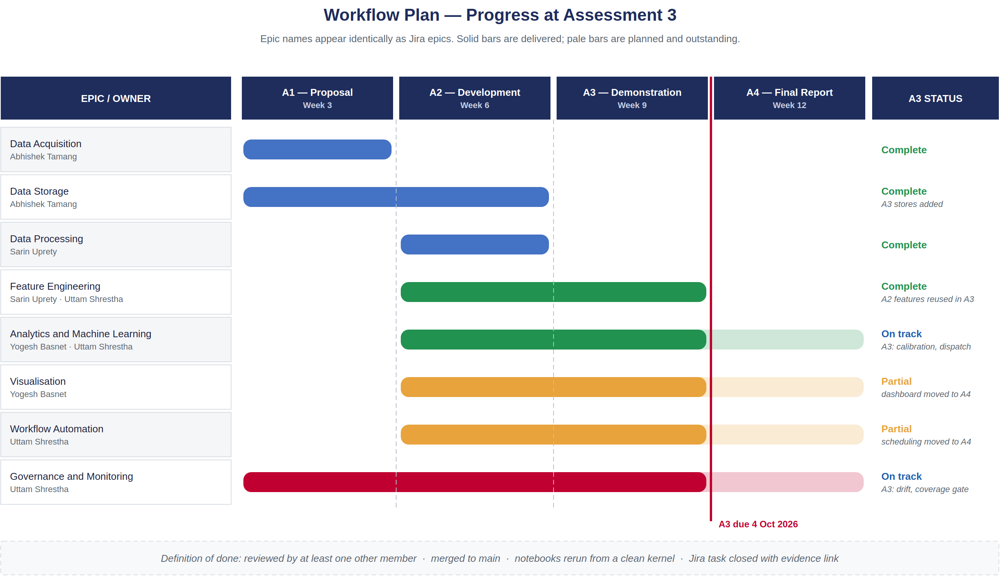 Workflow Plan — Progress at Assessment 3
Epic names appear identically as Jira epics. Solid bars are delivered; pale bars are planned and outstanding.
EPIC / OWNER
A1 — Proposal
Week 3
A2 — Development
Week 6
A3 — Demonstration
Week 9
A4 — Final Report
Week 12
A3 STATUS
Data Acquisition
Abhishek Tamang
Complete
Data Storage
Abhishek Tamang
Complete
A3 stores added
Data Processing
Sarin Uprety
Complete
Feature Engineering
Sarin Uprety · Uttam Shrestha
Complete
A2 features reused in A3
Analytics and Machine Learning
Yogesh Basnet · Uttam Shrestha
On track
A3: calibration, dispatch
Visualisation
Yogesh Basnet
Partial
dashboard moved to A4
Workflow Automation
Uttam Shrestha
Partial
scheduling moved to A4
Governance and Monitoring
Uttam Shrestha
On track
A3: drift, coverage gate
A3 due 4 Oct 2026
Definition of done: reviewed by at least one other member · merged to main · notebooks rerun from a clean kernel · Jira task closed with evidence link